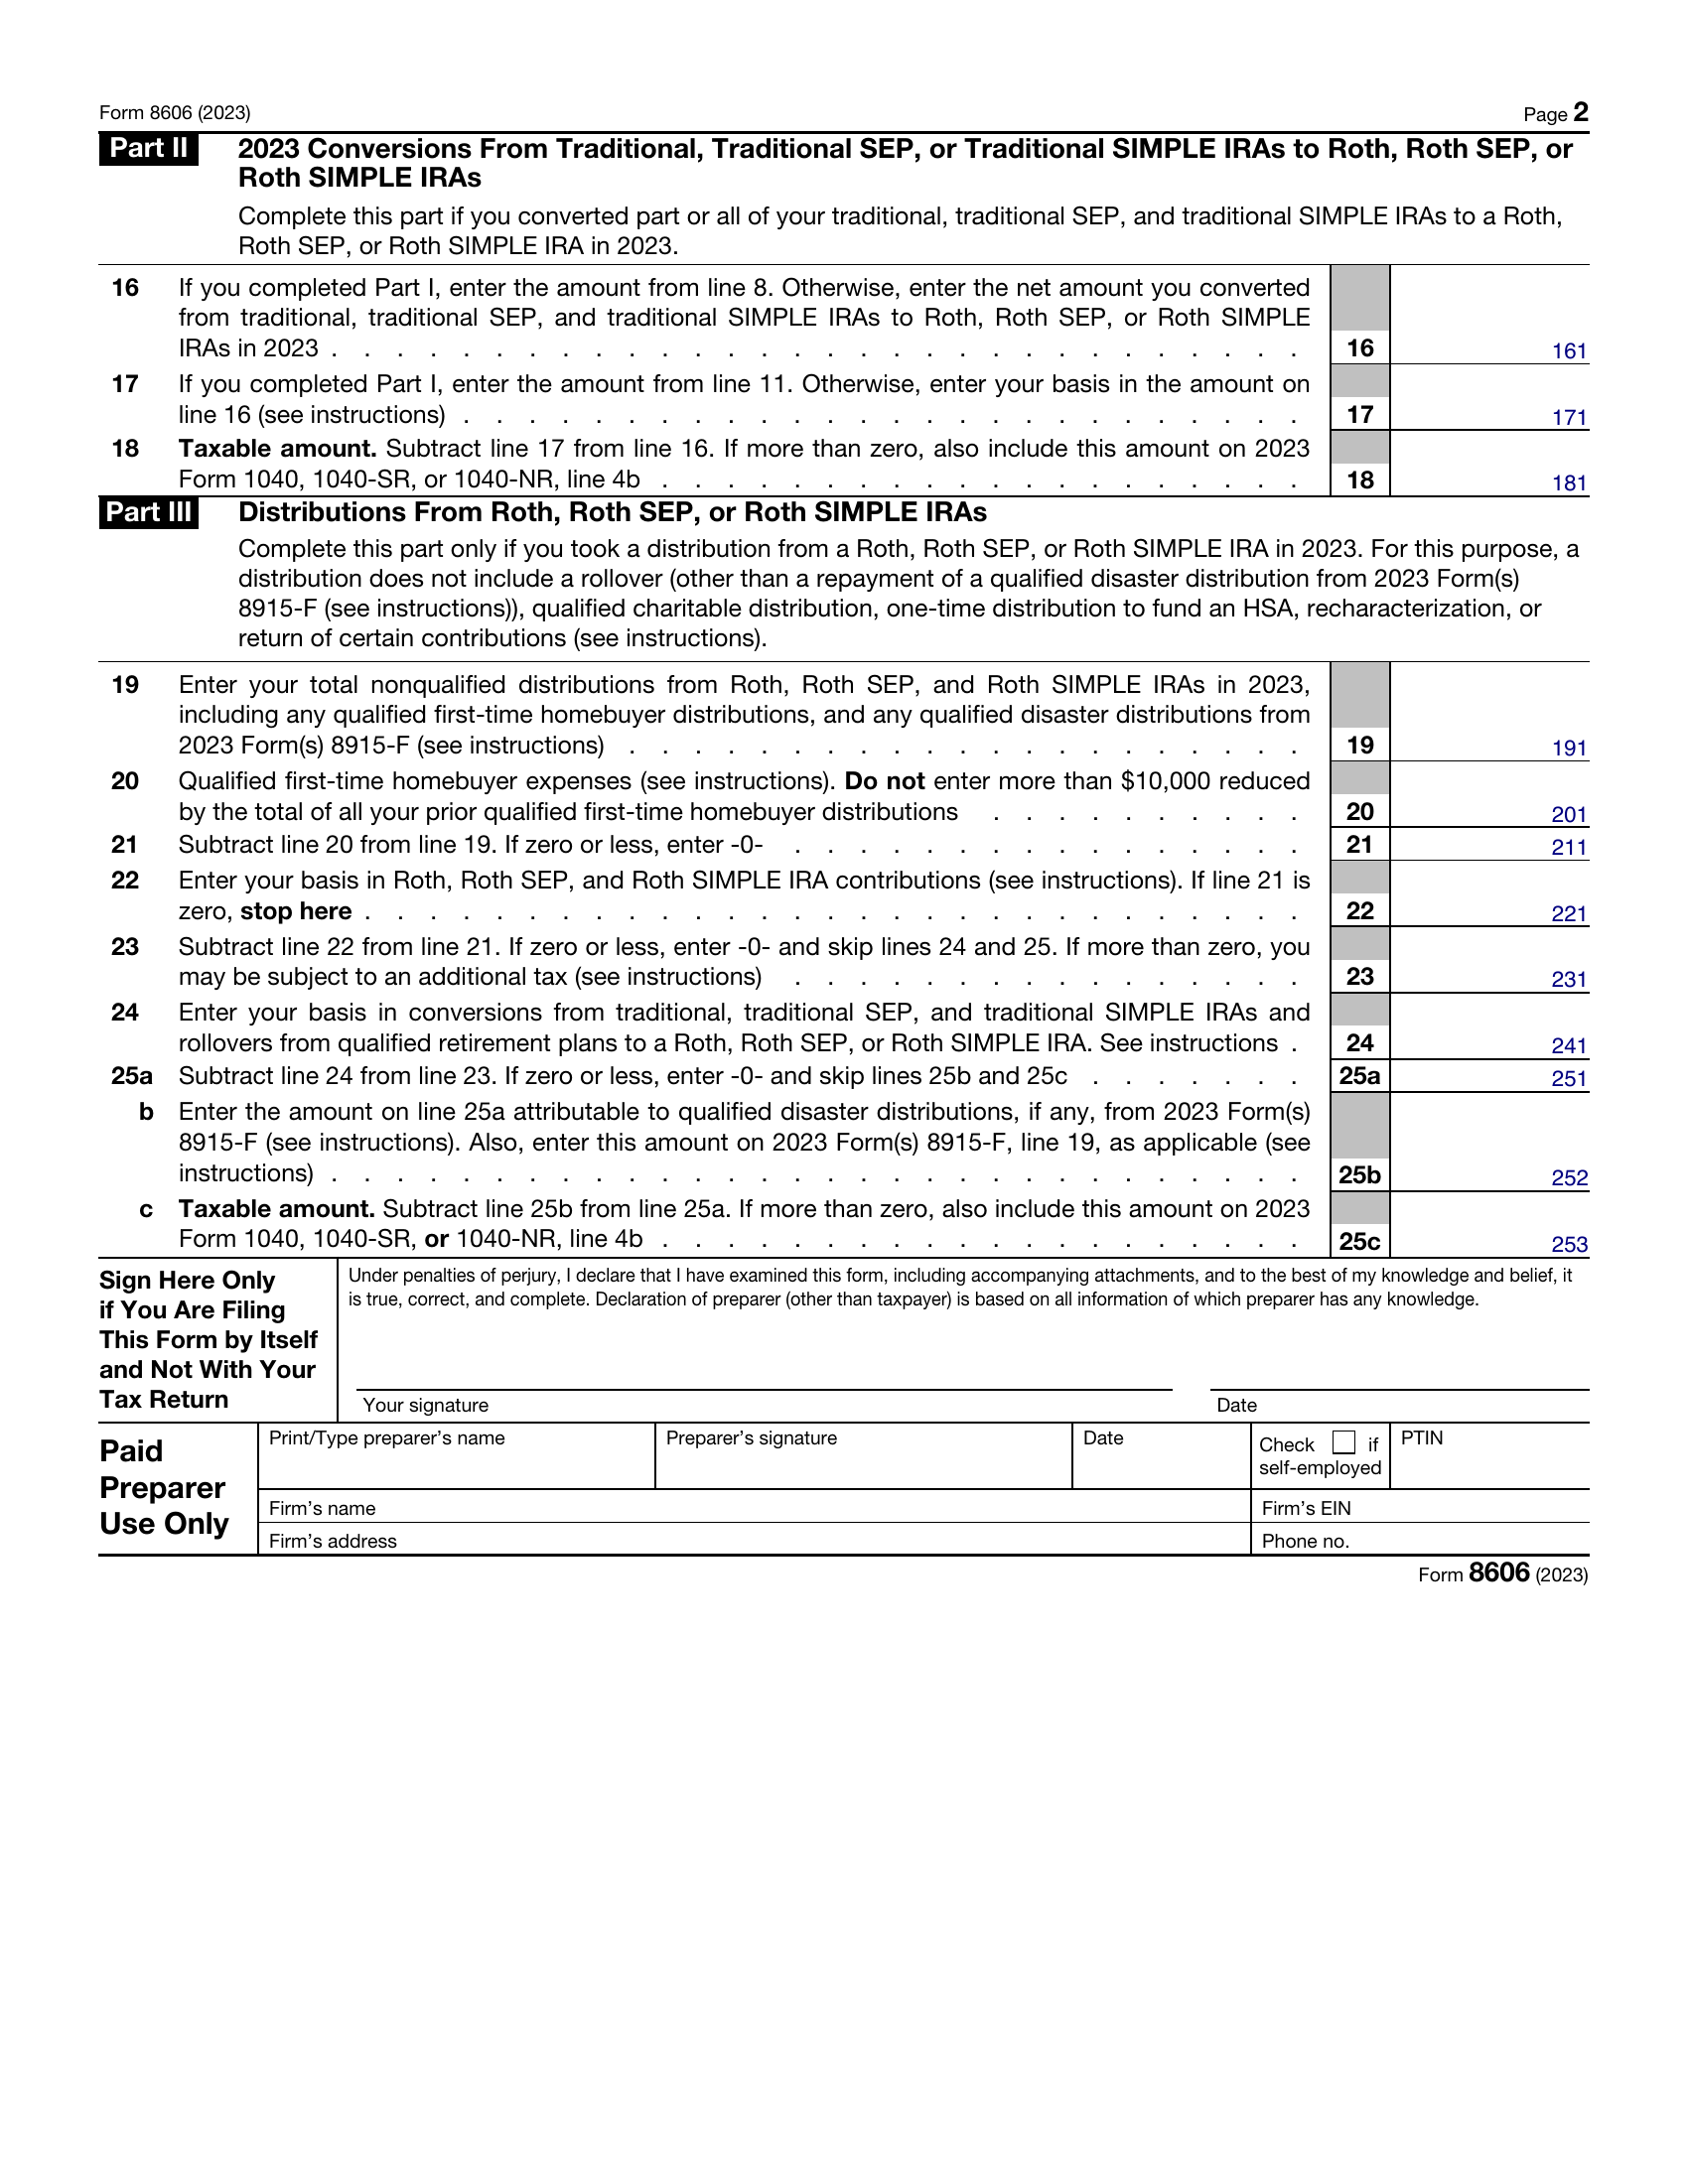 Form 8606 (2023) Page 2
Part II 2023 Conversions From Traditional, Traditional SEP, or Traditional SIMPLE IRAs to Roth, Roth SEP, or
Roth SIMPLE IRAs
Complete this part if you converted part or all of your traditional, traditional SEP, and traditional SIMPLE IRAs to a Roth,
Roth SEP, or Roth SIMPLE IRA in 2023.
16 If you completed Part I, enter the amount from line 8. Otherwise, enter the net amount you converted
from traditional, traditional SEP, and traditional SIMPLE IRAs to Roth, Roth SEP, or Roth SIMPLE
IRAs in 2023 . . . . . . . . . . . . . . . . . . . . . . . . . . . . . . 16 161
17 If you completed Part I, enter the amount from line 11. Otherwise, enter your basis in the amount on
line 16 (see instructions) . . . . . . . . . . . . . . . . . . . . . . . . . . 17 171
18 Taxable amount. Subtract line 17 from line 16. If more than zero, also include this amount on 2023
Form 1040, 1040-SR, or 1040-NR, line 4b . . . . . . . . . . . . . . . . . . . . 18 181
Part III Distributions From Roth, Roth SEP, or Roth SIMPLE IRAs
Complete this part only if you took a distribution from a Roth, Roth SEP, or Roth SIMPLE IRA in 2023. For this purpose, a
distribution does not include a rollover (other than a repayment of a qualified disaster distribution from 2023 Form(s)
8915-F (see instructions)), qualified charitable distribution, one-time distribution to fund an HSA, recharacterization, or
return of certain contributions (see instructions).
19 Enter your total nonqualified distributions from Roth, Roth SEP, and Roth SIMPLE IRAs in 2023,
including any qualified first-time homebuyer distributions, and any qualified disaster distributions from
2023 Form(s) 8915-F (see instructions) . . . . . . . . . . . . . . . . . . . . . 19 191
20 Qualified first-time homebuyer expenses (see instructions). Do not enter more than $10,000 reduced
by the total of all your prior qualified first-time homebuyer distributions . . . . . . . . . . 20 201
21 Subtract line 20 from line 19. If zero or less, enter -0- . . . . . . . . . . . . . . . . 21 211
22 Enter your basis in Roth, Roth SEP, and Roth SIMPLE IRA contributions (see instructions). If line 21 is
zero, stop here . . . . . . . . . . . . . . . . . . . . . . . . . . . . . 22 221
23 Subtract line 22 from line 21. If zero or less, enter -0- and skip lines 24 and 25. If more than zero, you
may be subject to an additional tax (see instructions) . . . . . . . . . . . . . . . . 23 231
24 Enter your basis in conversions from traditional, traditional SEP, and traditional SIMPLE IRAs and
rollovers from qualified retirement plans to a Roth, Roth SEP, or Roth SIMPLE IRA. See instructions . 24 241
25a Subtract line 24 from line 23. If zero or less, enter -0- and skip lines 25b and 25c . . . . . . . 25a 251
b Enter the amount on line 25a attributable to qualified disaster distributions, if any, from 2023 Form(s)
8915-F (see instructions). Also, enter this amount on 2023 Form(s) 8915-F, line 19, as applicable (see
instructions) . . . . . . . . . . . . . . . . . . . . . . . . . . . . . . 25b 252
c Taxable amount. Subtract line 25b from line 25a. If more than zero, also include this amount on 2023
Form 1040, 1040-SR, or 1040-NR, line 4b . . . . . . . . . . . . . . . . . . . . 25c 253
Sign Here Only
if You Are Filing
This Form by Itself
and Not With Your
Tax Return
Under penalties of perjury, I declare that I have examined this form, including accompanying attachments, and to the best of my knowledge and belief, it
is true, correct, and complete. Declaration of preparer (other than taxpayer) is based on all information of which preparer has any knowledge.
Your signature Date
Paid
Preparer
Use Only
Print/Type preparer's name Preparer's signature Date Check if
self-employed PTIN
Firm's name Firm's EIN
Firm's address Phone no.
Form 8606 (2023)